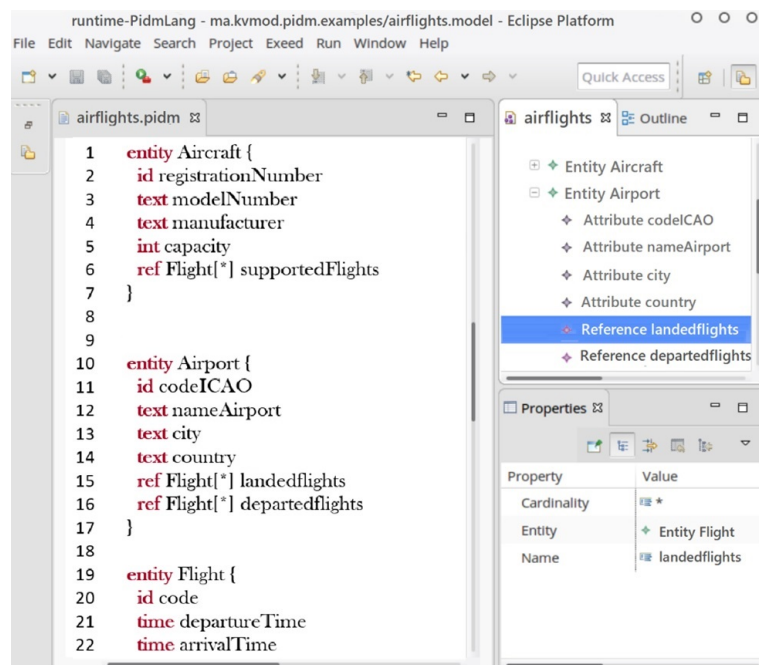 runtime-PidmLang - ma.kvmod.pidm.examples/airflights.model - Eclipse Platform
File Edit Navigate Search Project Exeed Run Window Help
Quick Access
airflights.pidm
1 entity Aircraft {
2 id registrationNumber
3 text modelNumber
4 text manufacturer
5 int capacity
6 ref Flight[*] supportedFlights
7 }
8
9
10 entity Airport {
11 id codeICAO
12 text nameAirport
13 text city
14 text country
15 ref Flight[*] landedflights
16 ref Flight[*] departedflights
17 }
18
19 entity Flight {
20 id code
21 time departureTime
22 time arrivalTime
airflights Outline
Entity Aircraft
Entity Airport
Attribute codeICAO
Attribute nameAirport
Attribute city
Attribute country
Reference landedflights
Reference departedflights
Properties
Property Value
Cardinality *
Entity Entity Flight
Name landedflights